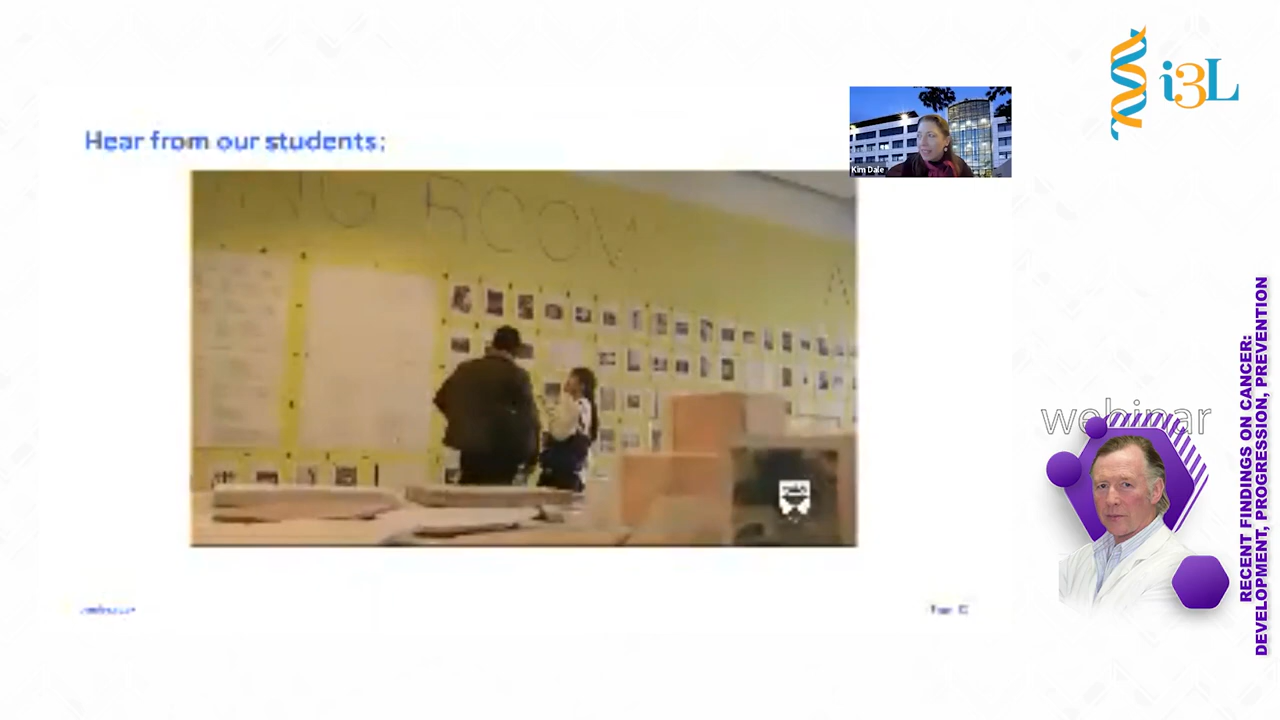 Hear from our students:
Kim Dale
i3L
webinar
RECENT FINDINGS ON CANCER:
DEVELOPMENT, PROGRESSION, PREVENTION